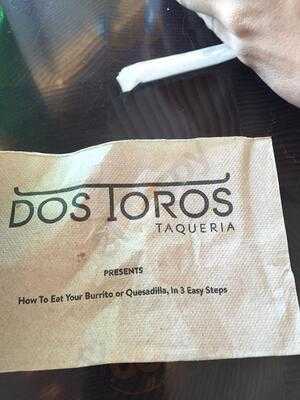 DOS TOROS
TAQUERIA
PRESENTS
How To Eat Your Burrito or Quesadilla, In 3 Easy Steps